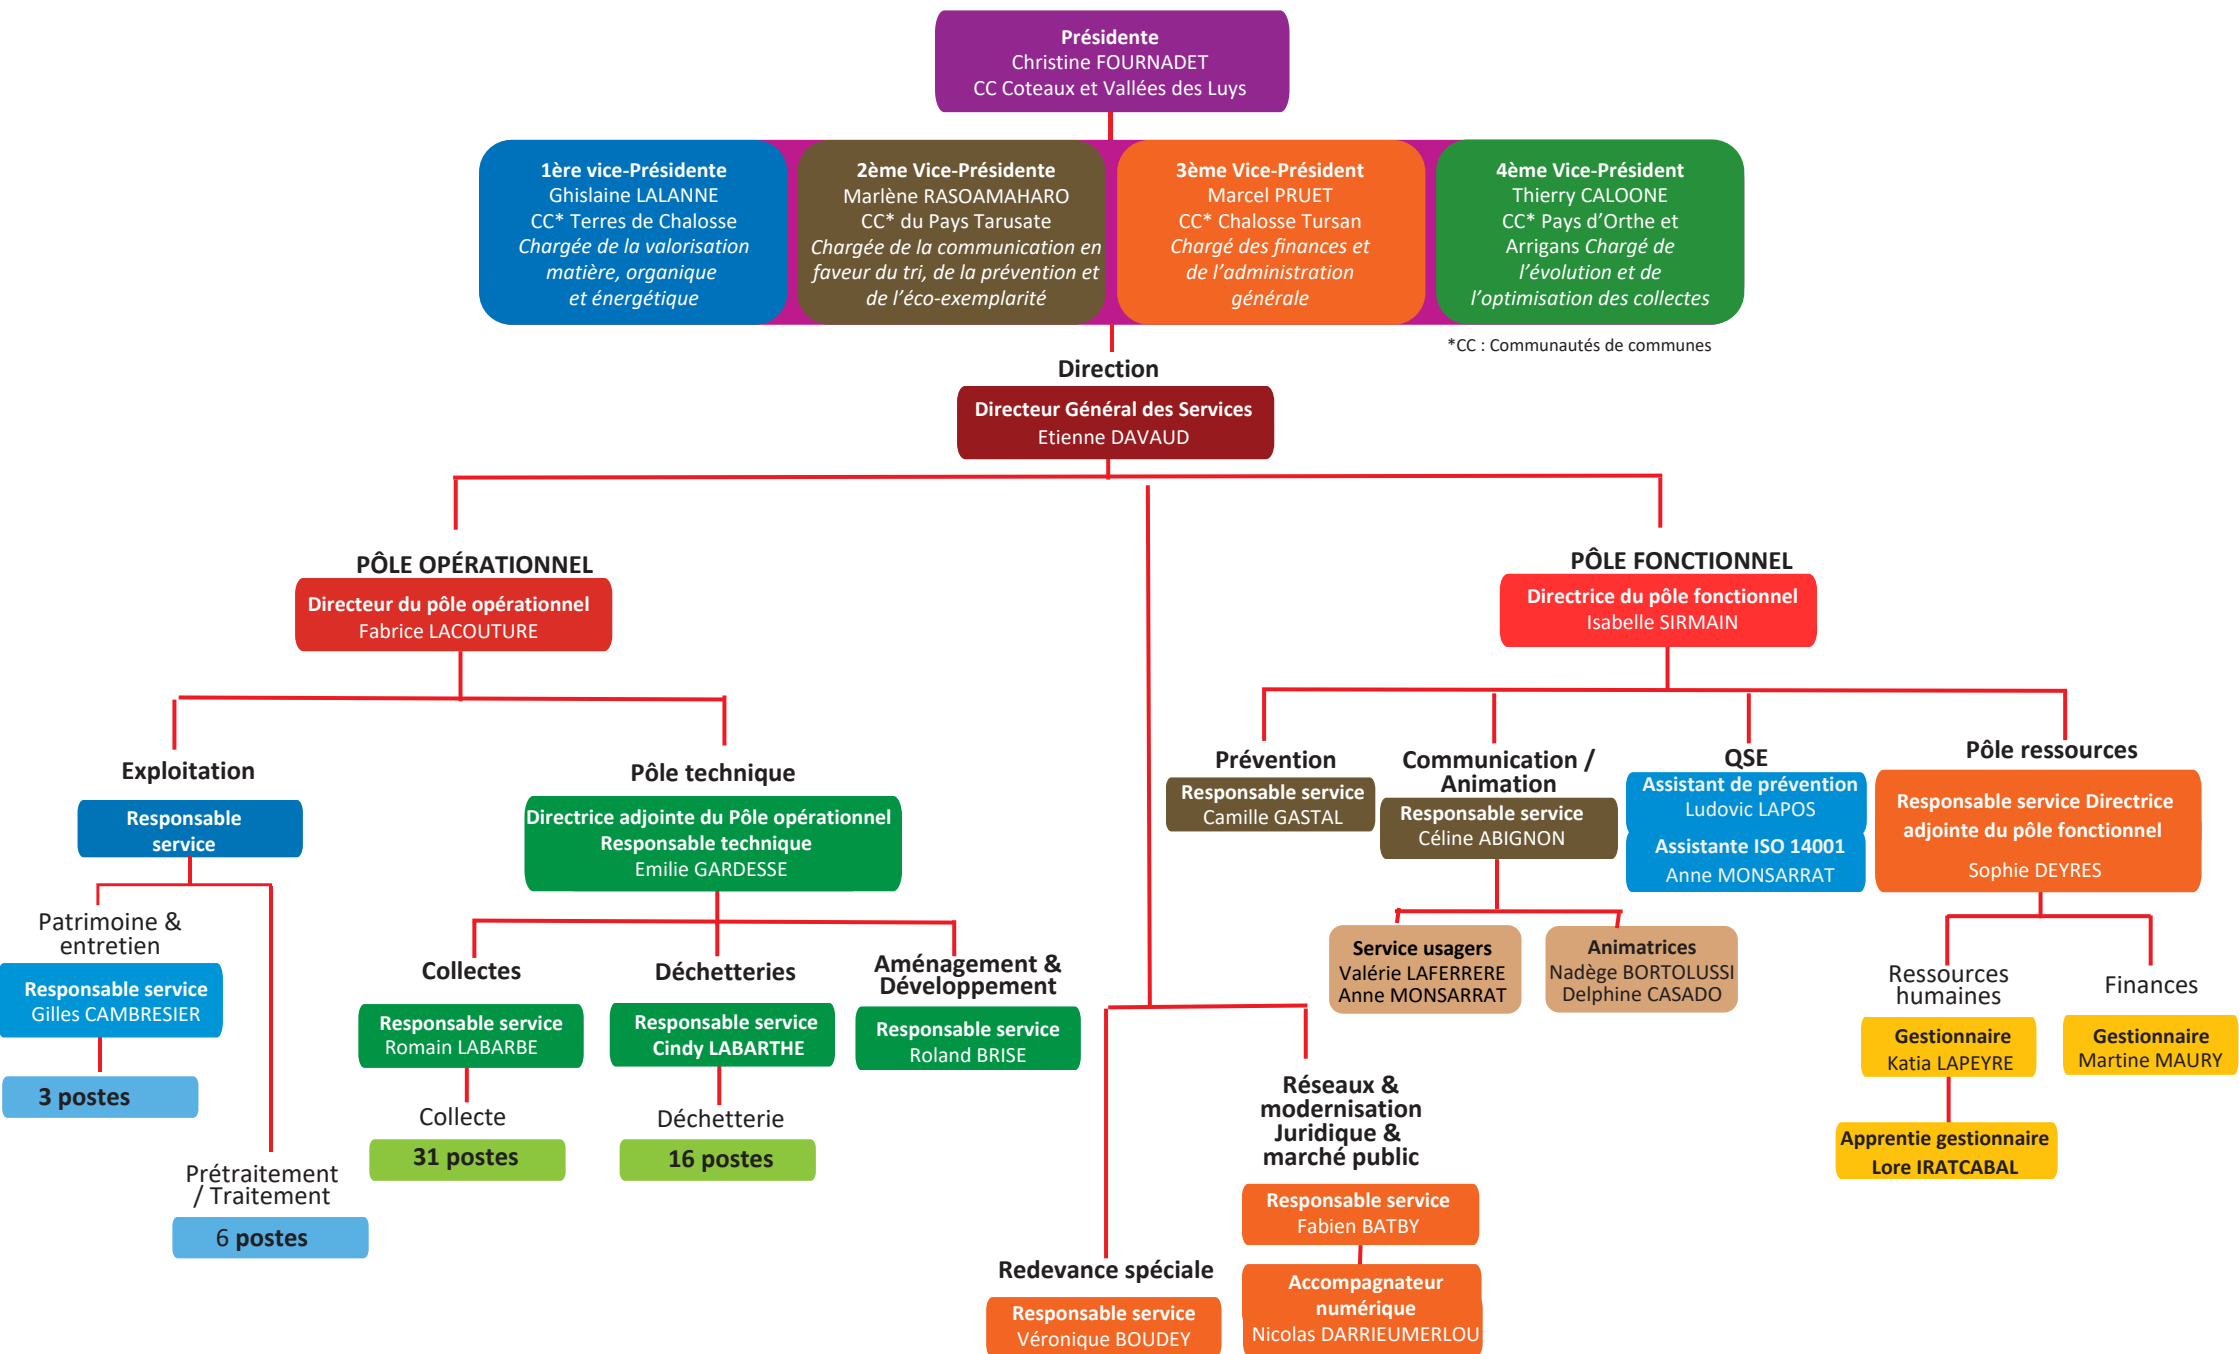 Présidente
Christine FOURNADET
CC Coteaux et Vallées des Luys
1ère vice-Présidente
Ghislaine LALANNE
CC* Terres de Chalosse
Chargée de la valorisation
matière, organique
et énergétique
2ème Vice-Présidente
Marlène RASOAMAHARO
CC* du Pays Tarusate
Chargée de la communication en
faveur du tri, de la prévention et
de l'éco-exemplarité
3ème Vice-Président
Marcel PRUET
CC* Chalosse Tursan
Chargé des finances et
de l'administration
générale
4ème Vice-Président
Thierry CALOONE
CC* Pays d'Orthe et
Arrigans Chargé de
l'évolution et de
l'optimisation des collectes
*CC : Communautés de communes
Direction
Directeur Général des Services
Etienne DAVAUD
PÔLE OPÉRATIONNEL
Directeur du pôle opérationnel
Fabrice LACOUTURE
Exploitation
Responsable
service
Patrimoine &
entretien
Responsable service
Gilles CAMBRESIER
3 postes
Prétraitement
/ Traitement
6 postes
Pôle technique
Directrice adjointe du Pôle opérationnel
Responsable technique
Emilie GARDESSE
Collectes
Responsable service
Romain LABARBE
Collecte
31 postes
Déchetteries
Responsable service
Cindy LABARTHE
Déchetterie
16 postes
Aménagement &
Développement
Responsable service
Roland BRISE
Redevance spéciale
Responsable service
Véronique BOUDEY
Réseaux &
modernisation
Juridique &
marché public
Responsable service
Fabien BATBY
Accompagnateur
numérique
Nicolas DARRIEUMERLOU
PÔLE FONCTIONNEL
Directrice du pôle fonctionnel
Isabelle SIRMAIN
Prévention
Responsable service
Camille GASTAL
Communication /
Animation
Responsable service
Céline ABIGNON
Service usagers
Valérie LAFERRERE
Anne MONSARRAT
Animatrices
Nadège BORTOLUSSI
Delphine CASADO
QSE
Assistant de prévention
Ludovic LAPOS
Assistante ISO 14001
Anne MONSARRAT
Pôle ressources
Responsable service Directrice
adjointe du pôle fonctionnel
Sophie DEYRES
Ressources
humaines
Gestionnaire
Katia LAPEYRE
Apprentie gestionnaire
Lore IRATCABAL
Finances
Gestionnaire
Martine MAURY